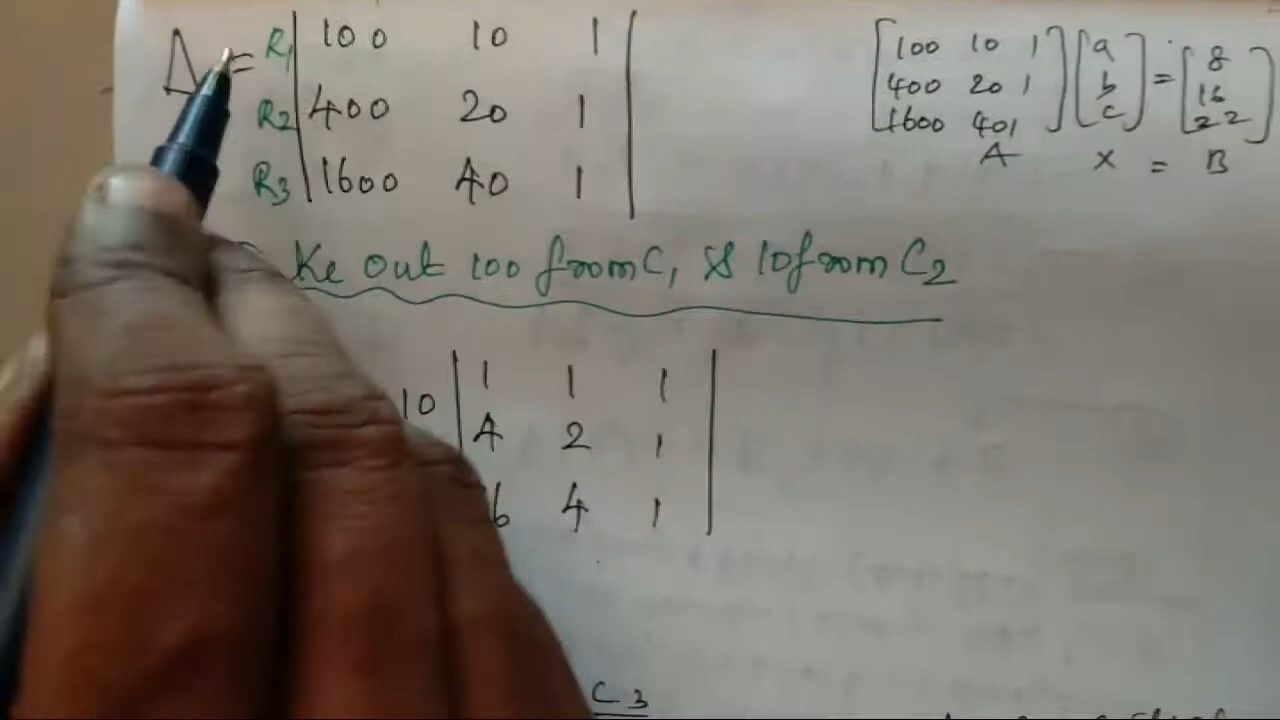 Δ = R1 | 100 10 1 |
R2 | 400 20 1 |
R3 | 1600 40 1 |
[100 10 1] [a] = [8]
[400 20 1] [b] [16]
[1600 40 1] [c] [22]
A X = B
Ke Out 100 from C1 & 10 from C2
10 | 1 1 1 |
4 2 1
6 4 1
C3